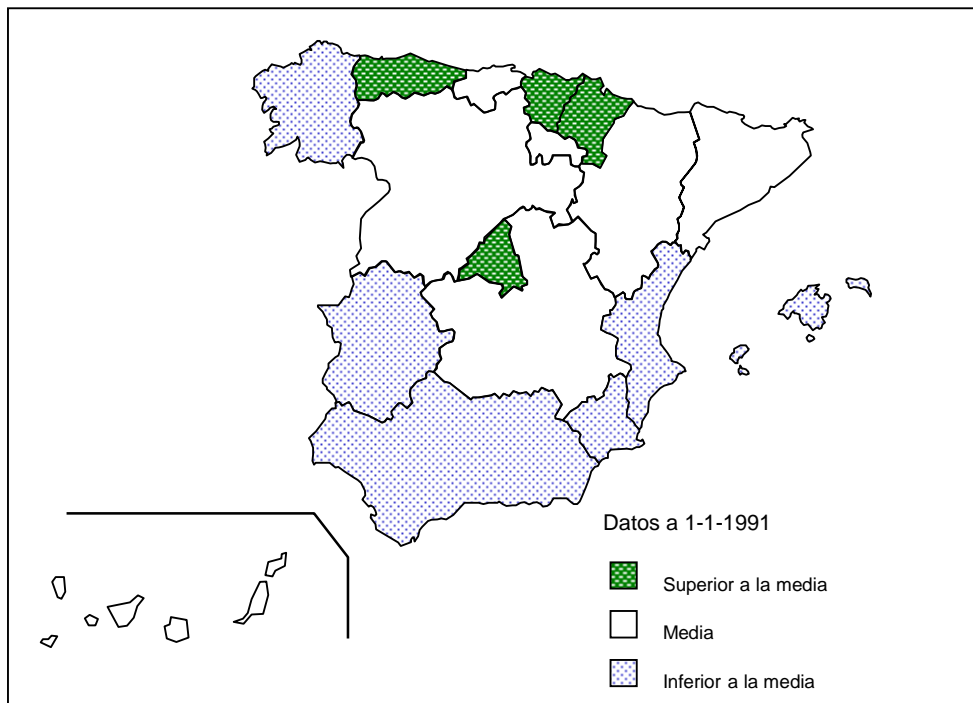 Datos a 1-1-1991
Superior a la media
Media
Inferior a la media